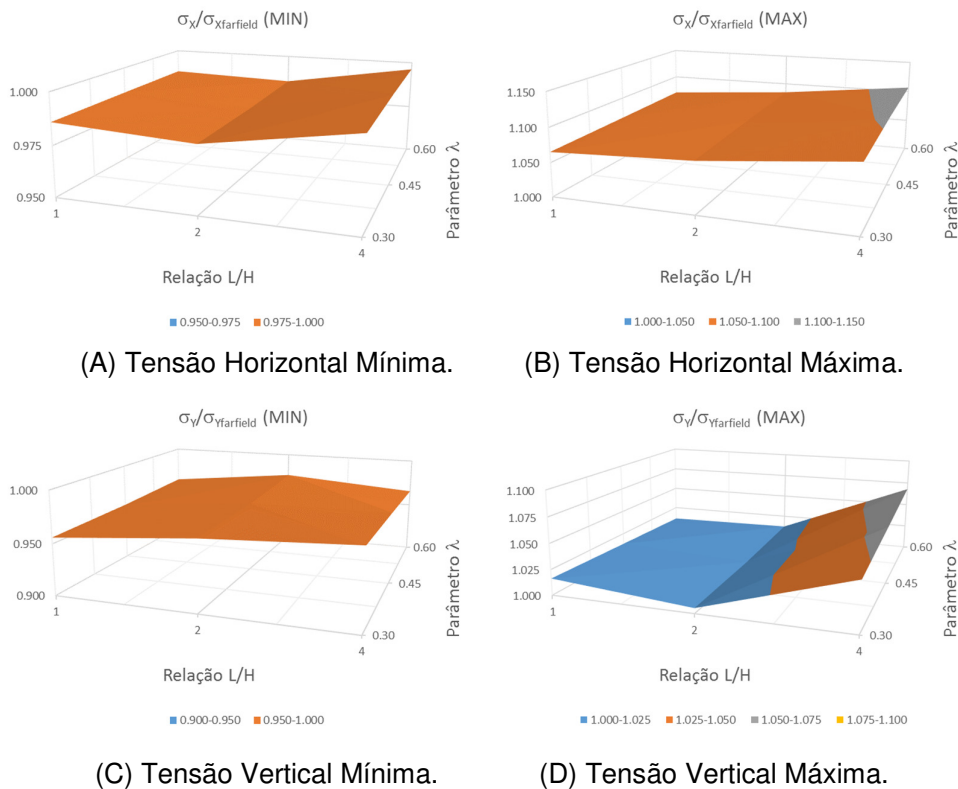 σX/σXfarfield (MIN)
1.000
0.975
0.950
1
2
4
0.60
0.45
0.30
Parâmetro λ
Relação L/H
0.950-0.975 0.975-1.000
(A) Tensão Horizontal Mínima.
σX/σXfarfield (MAX)
1.150
1.100
1.050
1.000
1
2
4
0.60
0.45
0.30
Parâmetro λ
Relação L/H
1.000-1.050 1.050-1.100 1.100-1.150
(B) Tensão Horizontal Máxima.
σY/σYfarfield (MIN)
1.000
0.950
0.900
1
2
4
0.60
0.45
0.30
Parâmetro λ
Relação L/H
0.900-0.950 0.950-1.000
(C) Tensão Vertical Mínima.
σY/σYfarfield (MAX)
1.100
1.075
1.050
1.025
1.000
1
2
4
0.60
0.45
0.30
Parâmetro λ
Relação L/H
1.000-1.025 1.025-1.050 1.050-1.075 1.075-1.100
(D) Tensão Vertical Máxima.